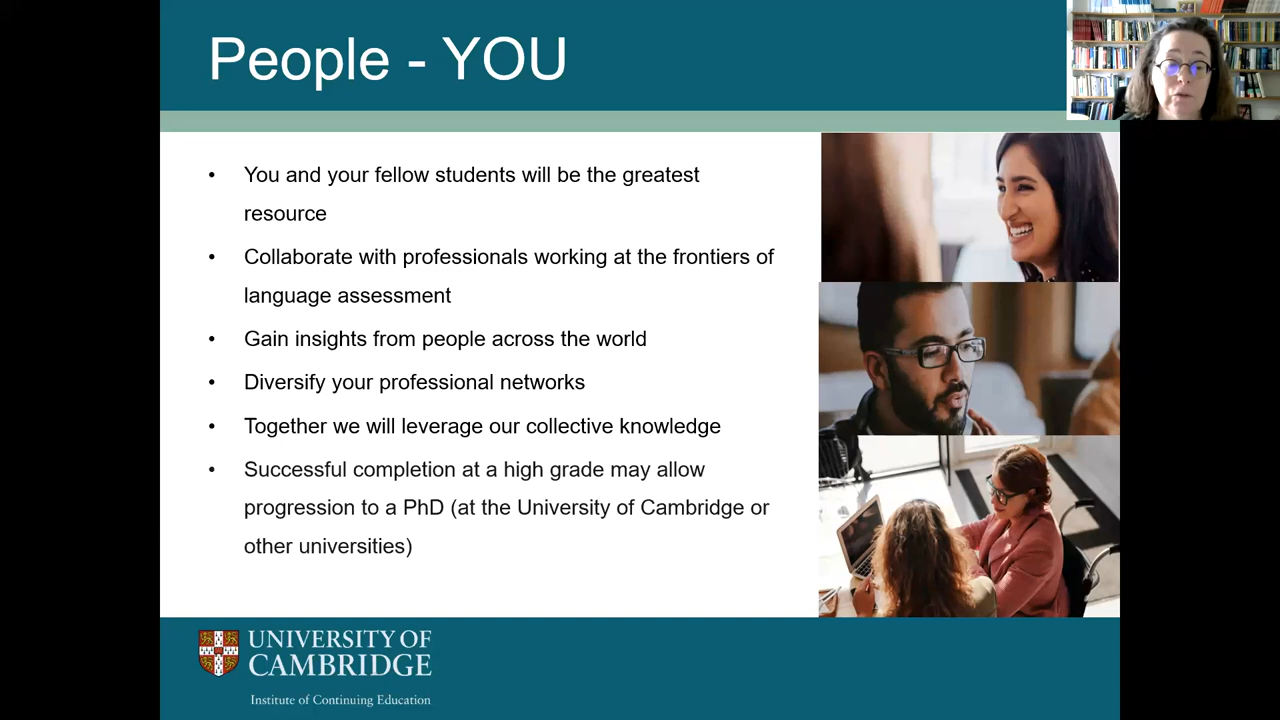 People - YOU
• You and your fellow students will be the greatest
resource
• Collaborate with professionals working at the frontiers of
language assessment
• Gain insights from people across the world
• Diversify your professional networks
• Together we will leverage our collective knowledge
• Successful completion at a high grade may allow
progression to a PhD (at the University of Cambridge or
other universities)
UNIVERSITY OF
CAMBRIDGE
Institute of Continuing Education